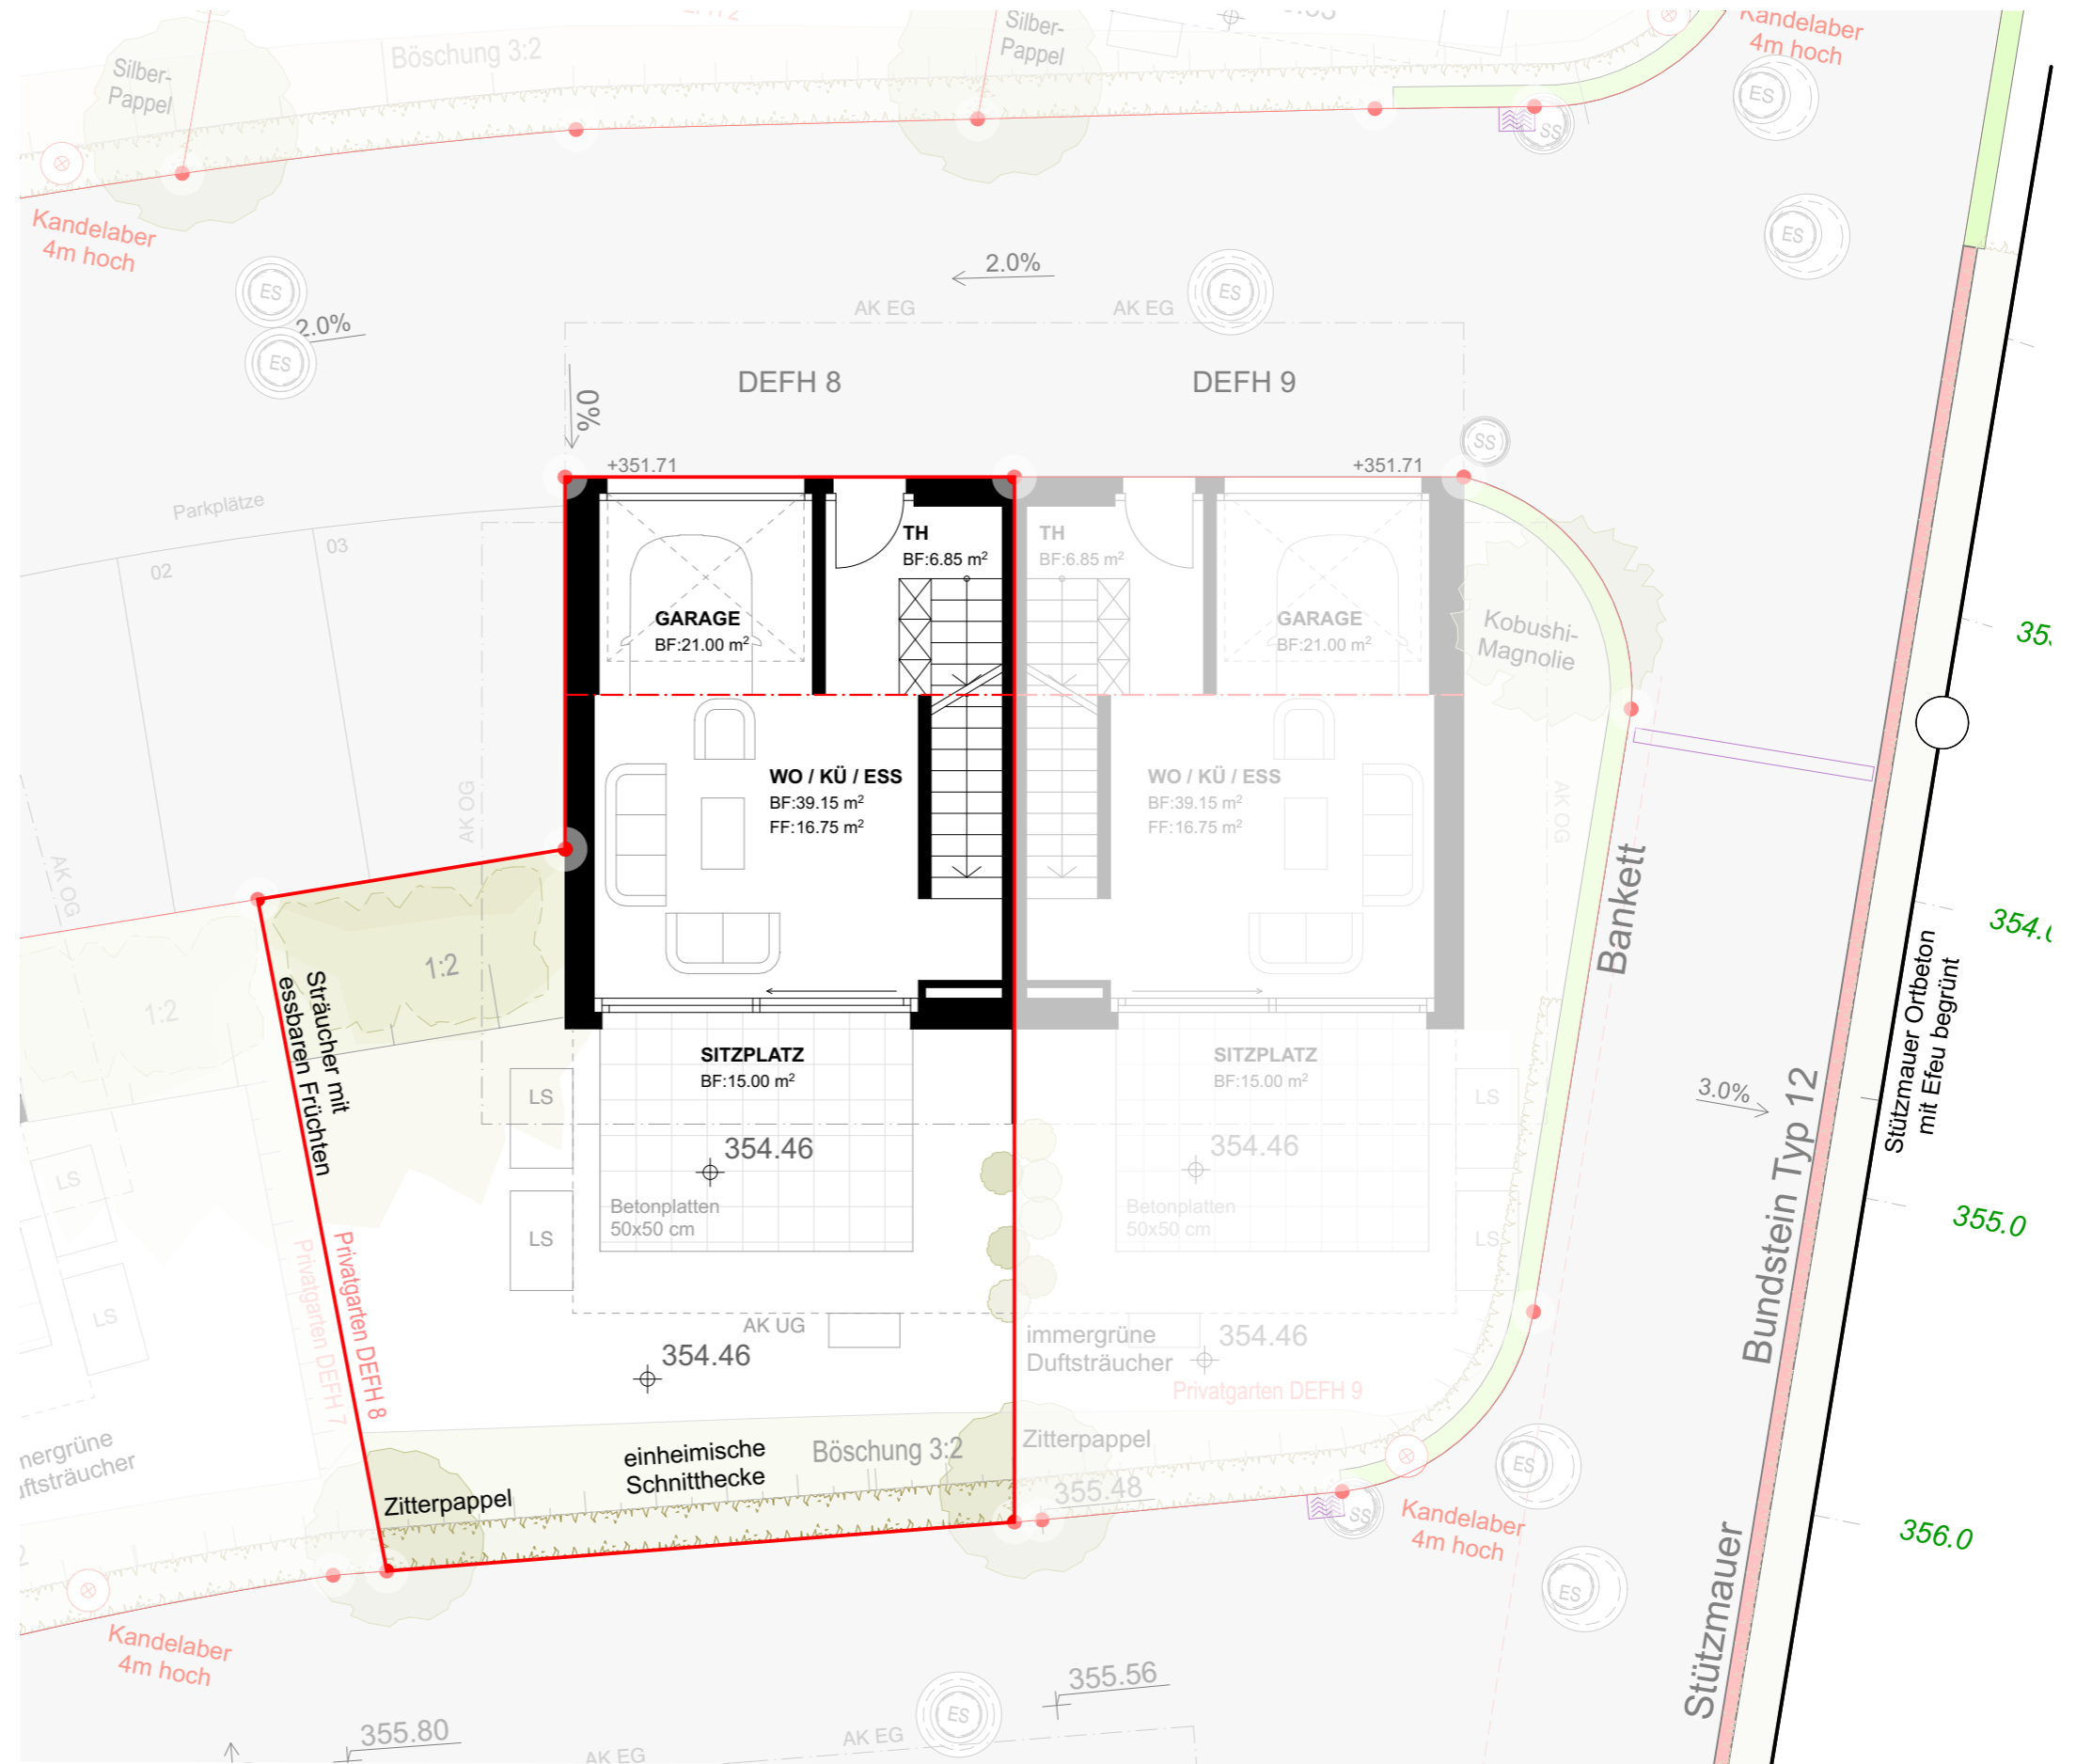 Silber-
Pappel
Böschung 3:2
Silber-
Pappel
Kandelaber
4m hoch
ES
SS
ES
Kandelaber
4m hoch
ES
2.0%
ES
2.0%
ES
AK EG
AK EG
DEFH 8
DEFH 9
0%
+351.71
+351.71
SS
Parkplätze
02
03
TH
BF:6.85 m²
TH
BF:6.85 m²
GARAGE
BF:21.00 m²
GARAGE
BF:21.00 m²
Kobushi-
Magnolie
WO / KÜ / ESS
BF:39.15 m²
FF:16.75 m²
WO / KÜ / ESS
BF:39.15 m²
FF:16.75 m²
AK OG
AK OG
AK OG
Bankett
354.0
1:2
1:2
Sträucher mit
essbaren Früchten
Stützmauer Ortbeton
mit Efeu begrünt
SITZPLATZ
BF:15.00 m²
SITZPLATZ
BF:15.00 m²
LS
LS
3.0%
Bundstein Typ 12
354.46
354.46
LS
Betonplatten
50x50 cm
Betonplatten
50x50 cm
355.0
LS
LS
LS
Privatgarten DEFH 7
Privatgarten DEFH 8
AK UG
354.46
immergrüne
Duftsträucher
354.46
Privatgarten DEFH 9
einheimische
Schnitthecke
Böschung 3:2
Zitterpappel
Zitterpappel
355.48
SS
Kandelaber
4m hoch
ES
356.0
ES
Stützmauer
Kandelaber
4m hoch
355.56
ES
355.80
AK EG
AK EG